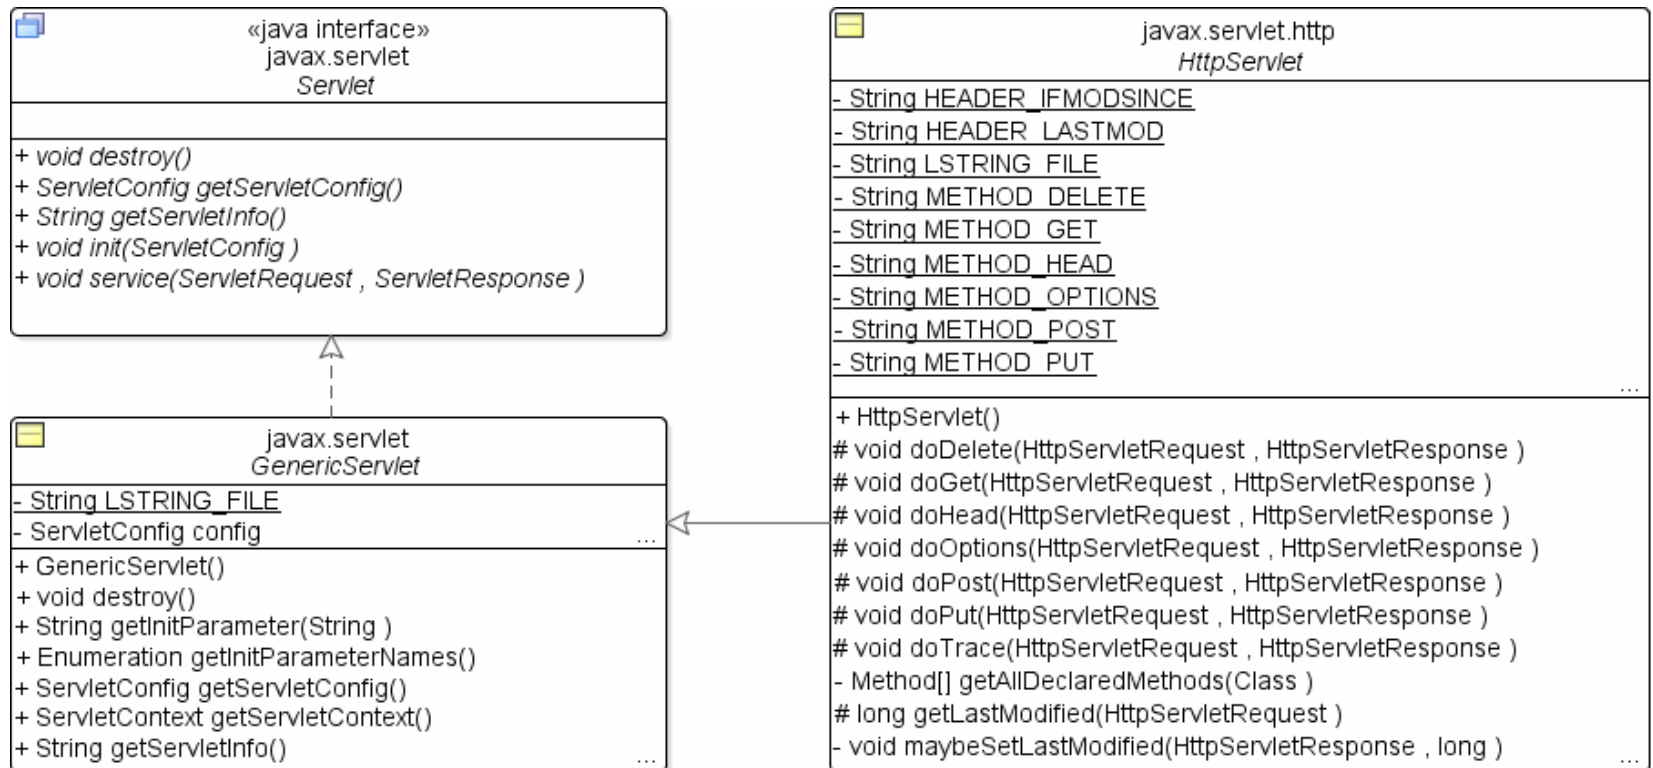 «java interface»
javax.servlet
Servlet
+ void destroy()
+ ServletConfig getServletConfig()
+ String getServletInfo()
+ void init(ServletConfig )
+ void service(ServletRequest , ServletResponse )
javax.servlet
GenericServlet
- String LSTRING_FILE
- ServletConfig config
...
+ GenericServlet()
+ void destroy()
+ String getInitParameter(String )
+ Enumeration getInitParameterNames()
+ ServletConfig getServletConfig()
+ ServletContext getServletContext()
+ String getServletInfo()
...
javax.servlet.http
HttpServlet
- String HEADER_IFMODSINCE
- String HEADER_LASTMOD
- String LSTRING_FILE
- String METHOD_DELETE
- String METHOD_GET
- String METHOD_HEAD
- String METHOD_OPTIONS
- String METHOD_POST
- String METHOD_PUT
...
+ HttpServlet()
# void doDelete(HttpServletRequest , HttpServletResponse )
# void doGet(HttpServletRequest , HttpServletResponse )
# void doHead(HttpServletRequest , HttpServletResponse )
# void doOptions(HttpServletRequest , HttpServletResponse )
# void doPost(HttpServletRequest , HttpServletResponse )
# void doPut(HttpServletRequest , HttpServletResponse )
# void doTrace(HttpServletRequest , HttpServletResponse )
- Method[] getAllDeclaredMethods(Class )
# long getLastModified(HttpServletRequest )
- void maybeSetLastModified(HttpServletResponse , long )
...